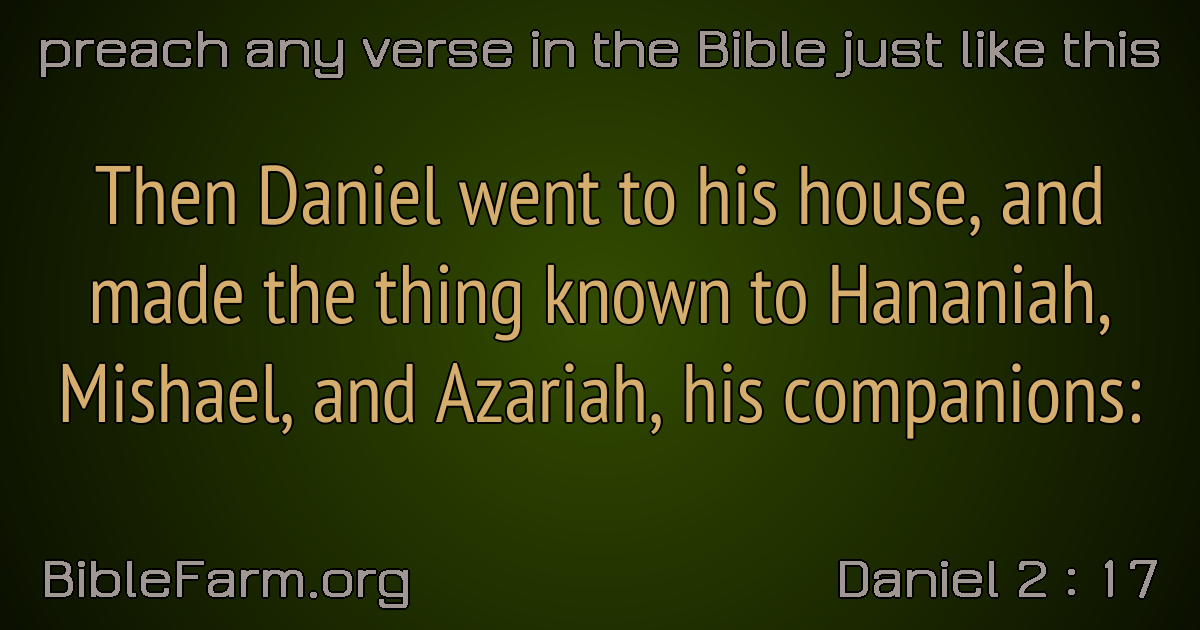 preach any verse in the Bible just like this
Then Daniel went to his house, and
made the thing known to Hananiah,
Mishael, and Azariah, his companions:
BibleFarm.org
Daniel 2 : 17